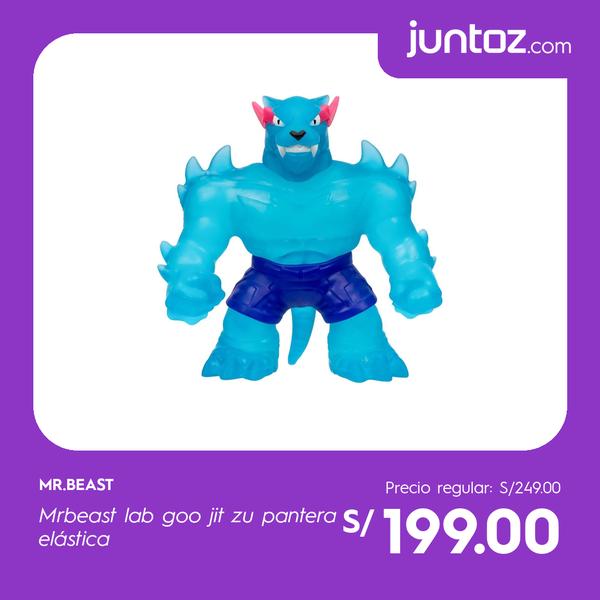 juntoz.com
MR.BEAST
Mrbeast lab goo jit zu pantera
elástica
Precio regular: S/249.00
S/199.00